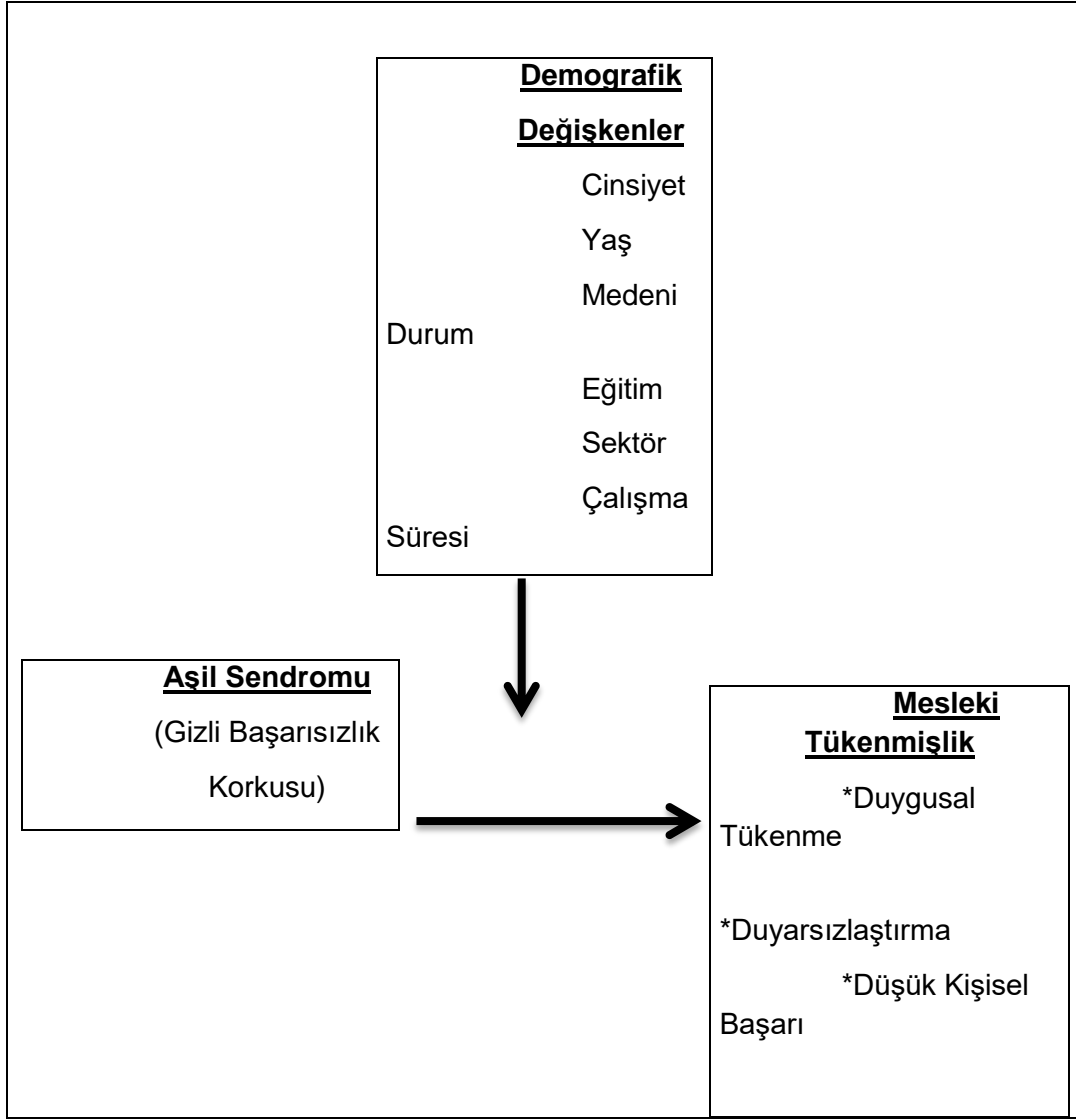 Demografik
Değişkenler
Cinsiyet
Yaş
Medeni
Durum
Eğitim
Sektör
Çalışma
Süresi
Aşil Sendromu
(Gizli Başarısızlık
Korkusu)
Mesleki
Tükenmişlik
*Duygusal
Tükenme
*Duyarsızlaştırma
*Düşük Kişisel
Başarı